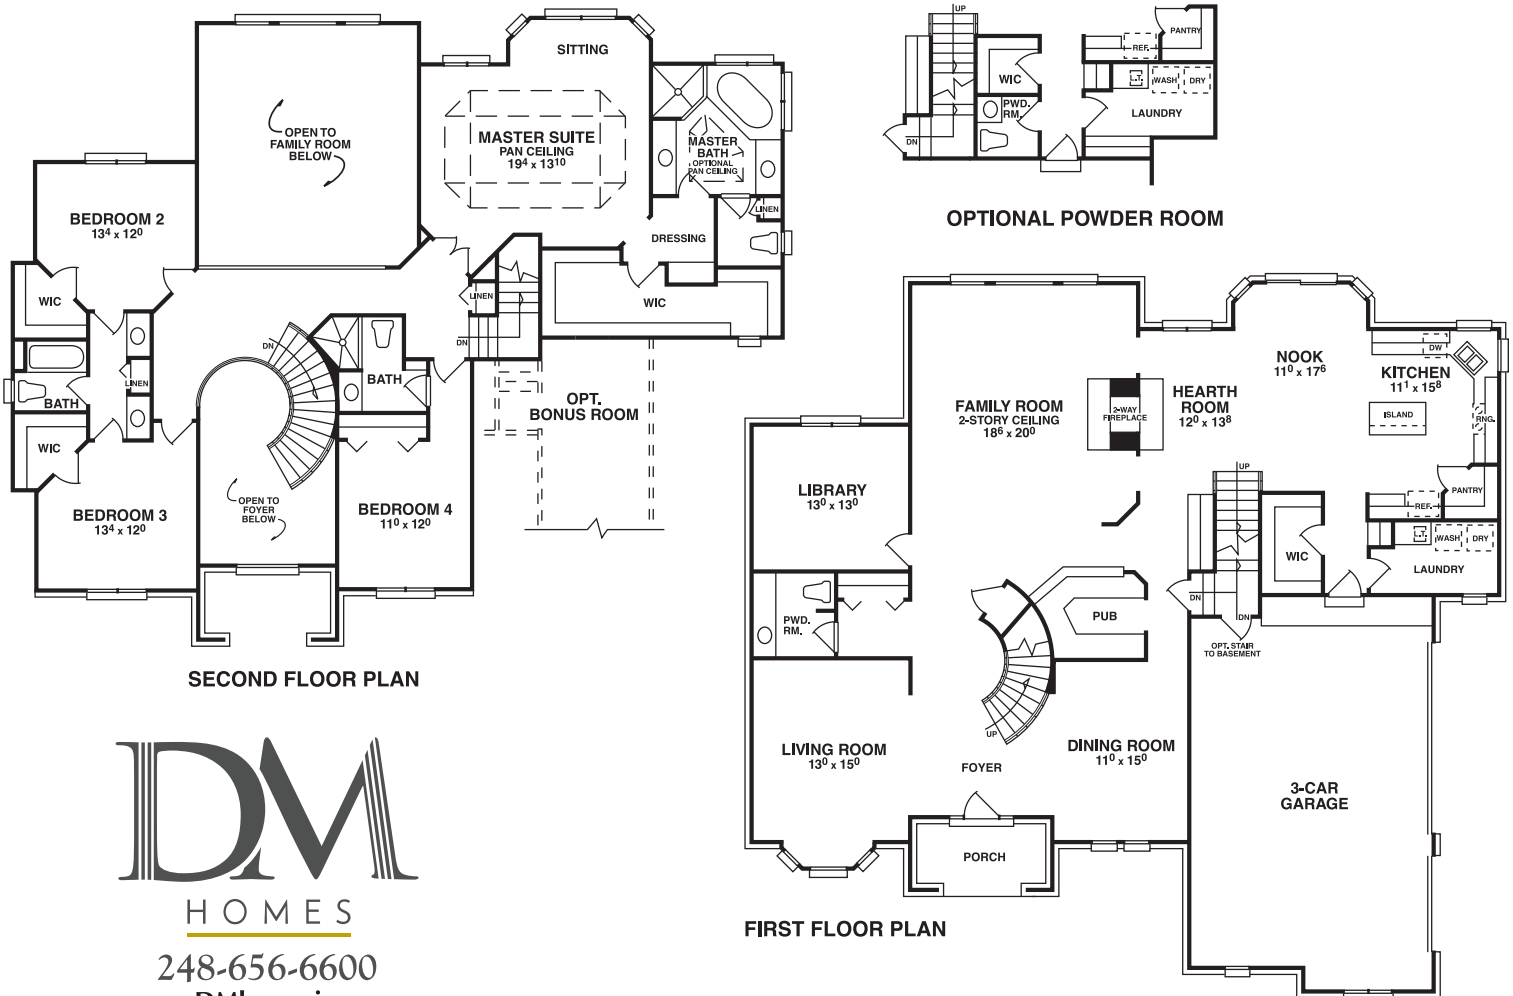 SITTING
MASTER SUITE
PAN CEILING
19⁴ x 13¹⁰
OPEN TO
FAMILY ROOM
BELOW
MASTER
BATH
OPTIONAL
PAN CEILING
LINEN
BEDROOM 2
13⁴ x 12⁰
DRESSING
WIC
WIC
LINEN
DN
DN
BATH
LINEN
BATH
OPT.
BONUS ROOM
WIC
BEDROOM 3
13⁴ x 12⁰
OPEN TO
FOYER
BELOW
BEDROOM 4
11⁰ x 12⁰
SECOND FLOOR PLAN
UP
PANTRY
REF.
WIC
L.T.
WASH
DRY
PWD.
RM.
LAUNDRY
DN
OPTIONAL POWDER ROOM
NOOK
11⁰ x 17⁶
DW
KITCHEN
11¹ x 15⁸
ISLAND
RNG.
FAMILY ROOM
2-STORY CEILING
18⁶ x 20⁰
2-WAY
FIREPLACE
HEARTH
ROOM
12⁰ x 13⁸
LIBRARY
13⁰ x 13⁰
UP
PANTRY
REF.
WIC
L.T.
WASH
DRY
LAUNDRY
DN
DN
OPT. STAIR
TO BASEMENT
PWD.
RM.
PUB
UP
LIVING ROOM
13⁰ x 15⁰
FOYER
DINING ROOM
11⁰ x 15⁰
3-CAR
GARAGE
PORCH
FIRST FLOOR PLAN
DM
HOMES
248-656-6600